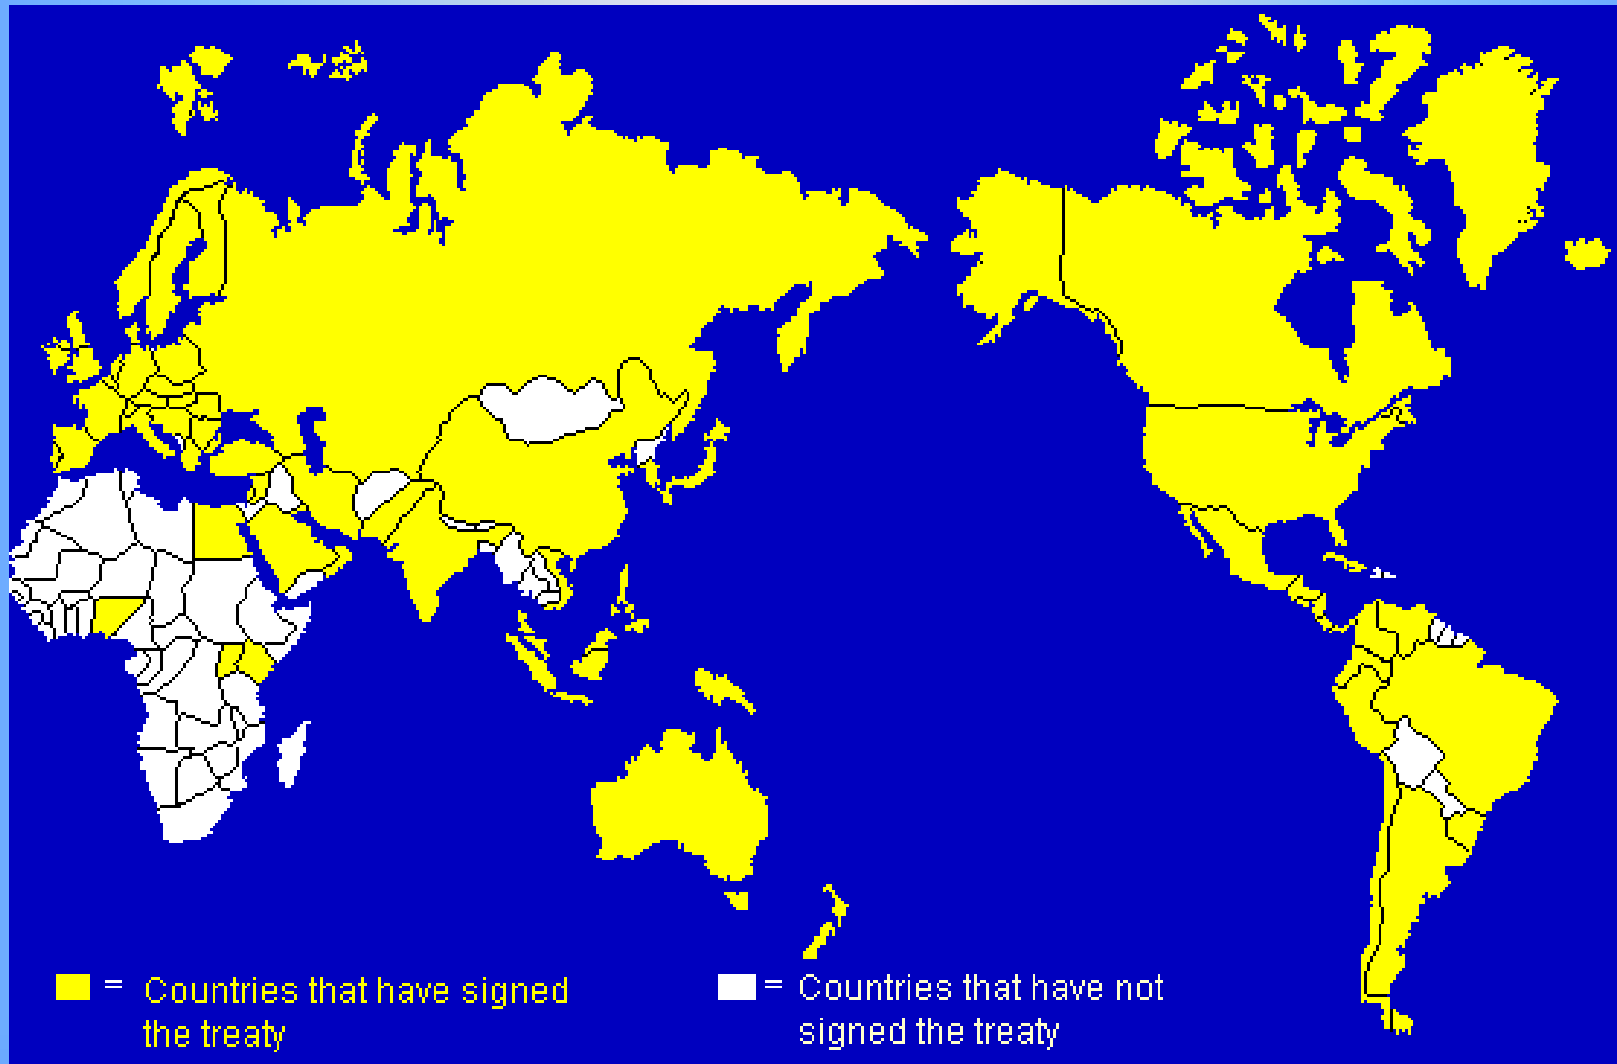 = Countries that have signed
the treaty
= Countries that have not
signed the treaty